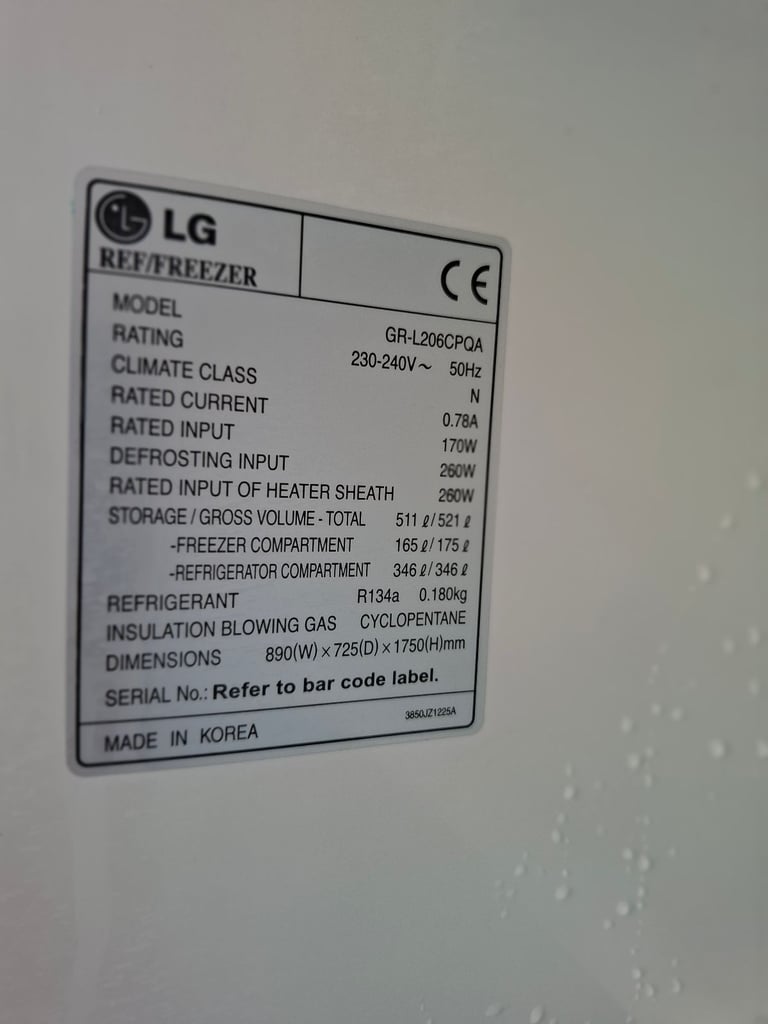 LG
REF/FREEZER
CE
MODEL GR-L206CPQA
RATING 230-240V~ 50Hz
CLIMATE CLASS N
RATED CURRENT 0.78A
RATED INPUT 170W
DEFROSTING INPUT 260W
RATED INPUT OF HEATER SHEATH 260W
STORAGE / GROSS VOLUME - TOTAL 511 ℓ / 521 ℓ
-FREEZER COMPARTMENT 165 ℓ / 175 ℓ
-REFRIGERATOR COMPARTMENT 346 ℓ / 346 ℓ
REFRIGERANT R134a 0.180kg
INSULATION BLOWING GAS CYCLOPENTANE
DIMENSIONS 890(W) × 725(D) × 1750(H)mm
SERIAL No.: Refer to bar code label.
MADE IN KOREA 3850JZ1225A